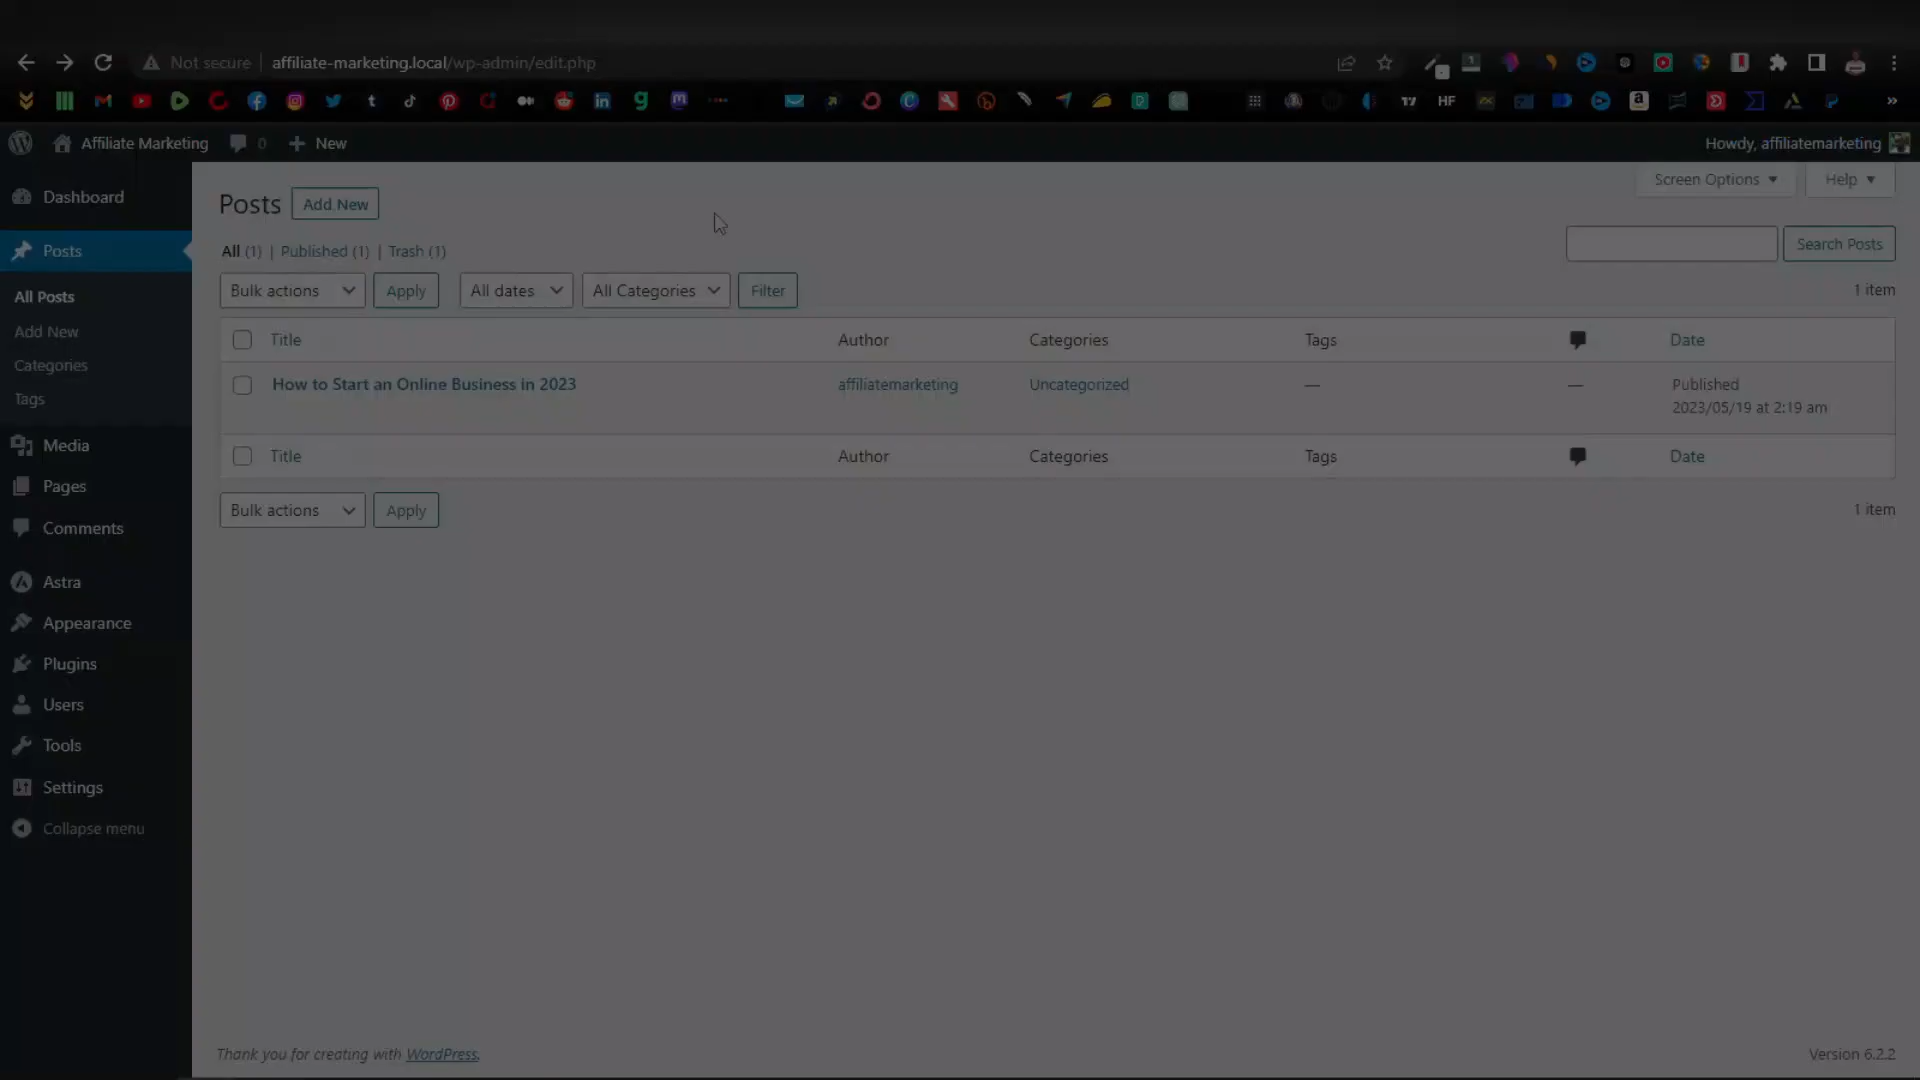 Not secure affiliate-marketing.local/wp-admin/edit.php
Affiliate Marketing 0 New Howdy, affiliatemarketing
Screen Options Help
Dashboard
Posts
All Posts
Add New
Categories
Tags
Media
Pages
Comments
Astra
Appearance
Plugins
Users
Tools
Settings
Collapse menu
Posts Add New
All (1) | Published (1) | Trash (1)
Search Posts
Bulk actions Apply All dates All Categories Filter 1 item
Title Author Categories Tags Date
How to Start an Online Business in 2023 affiliatemarketing Uncategorized — — Published
2023/05/19 at 2:19 am
Title Author Categories Tags Date
Bulk actions Apply 1 item
Thank you for creating with WordPress. Version 6.2.2